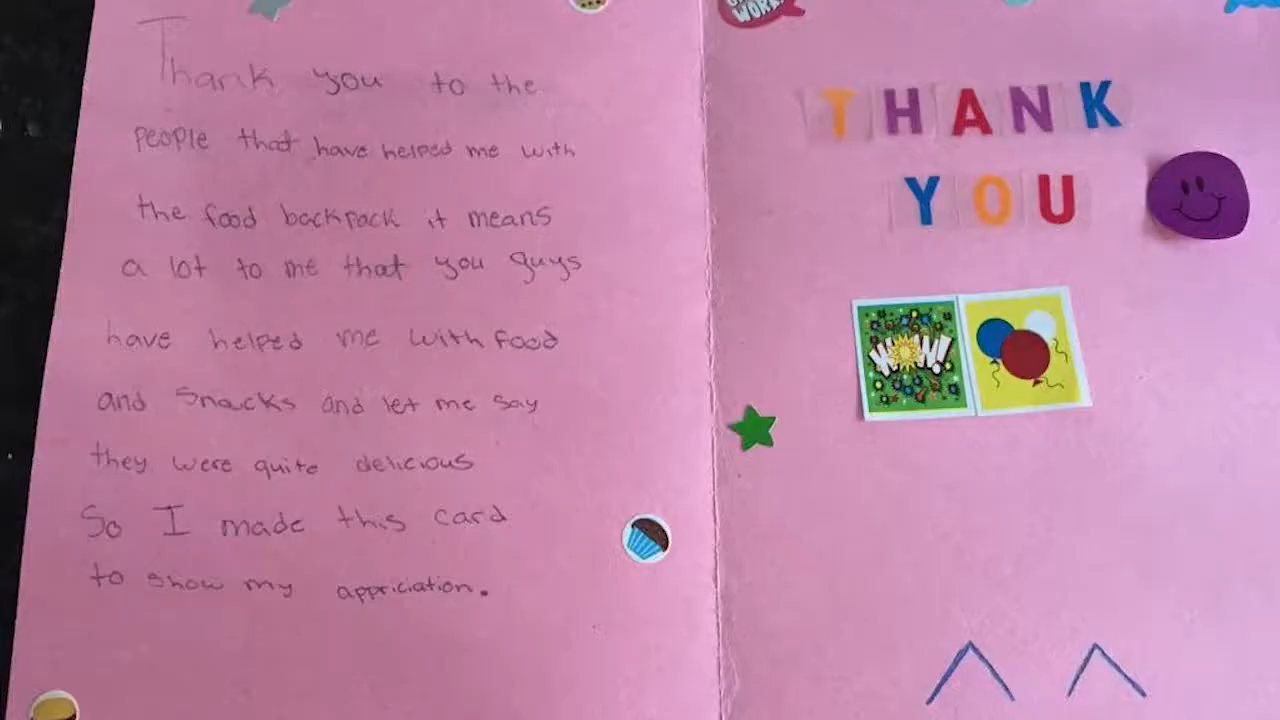 Thank you to the
people that have helped me with
the food backpack it means
a lot to me that you guys
have helped me with food
and snacks and let me say
they were quite delicious
So I made this card
to show my appriciation.
WORK
THANK
YOU
WOW!